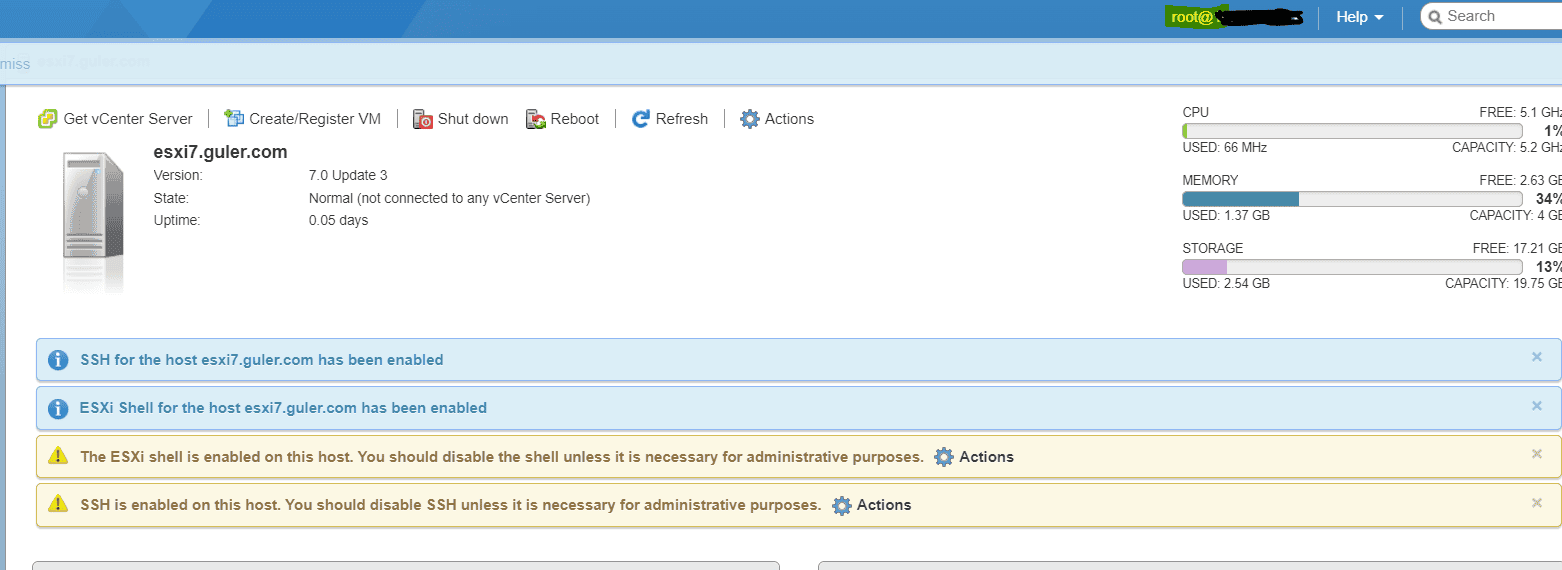 root@
Help
Search
miss esxi7.guler.com
Get vCenter Server
Create/Register VM
Shut down
Reboot
Refresh
Actions
esxi7.guler.com
Version: 7.0 Update 3
State: Normal (not connected to any vCenter Server)
Uptime: 0.05 days
CPU FREE: 5.1 GHz
1%
USED: 66 MHz CAPACITY: 5.2 GHz
MEMORY FREE: 2.63 GB
34%
USED: 1.37 GB CAPACITY: 4 GB
STORAGE FREE: 17.21 GB
13%
USED: 2.54 GB CAPACITY: 19.75 GB
SSH for the host esxi7.guler.com has been enabled
ESXi Shell for the host esxi7.guler.com has been enabled
The ESXi shell is enabled on this host. You should disable the shell unless it is necessary for administrative purposes. Actions
SSH is enabled on this host. You should disable SSH unless it is necessary for administrative purposes. Actions